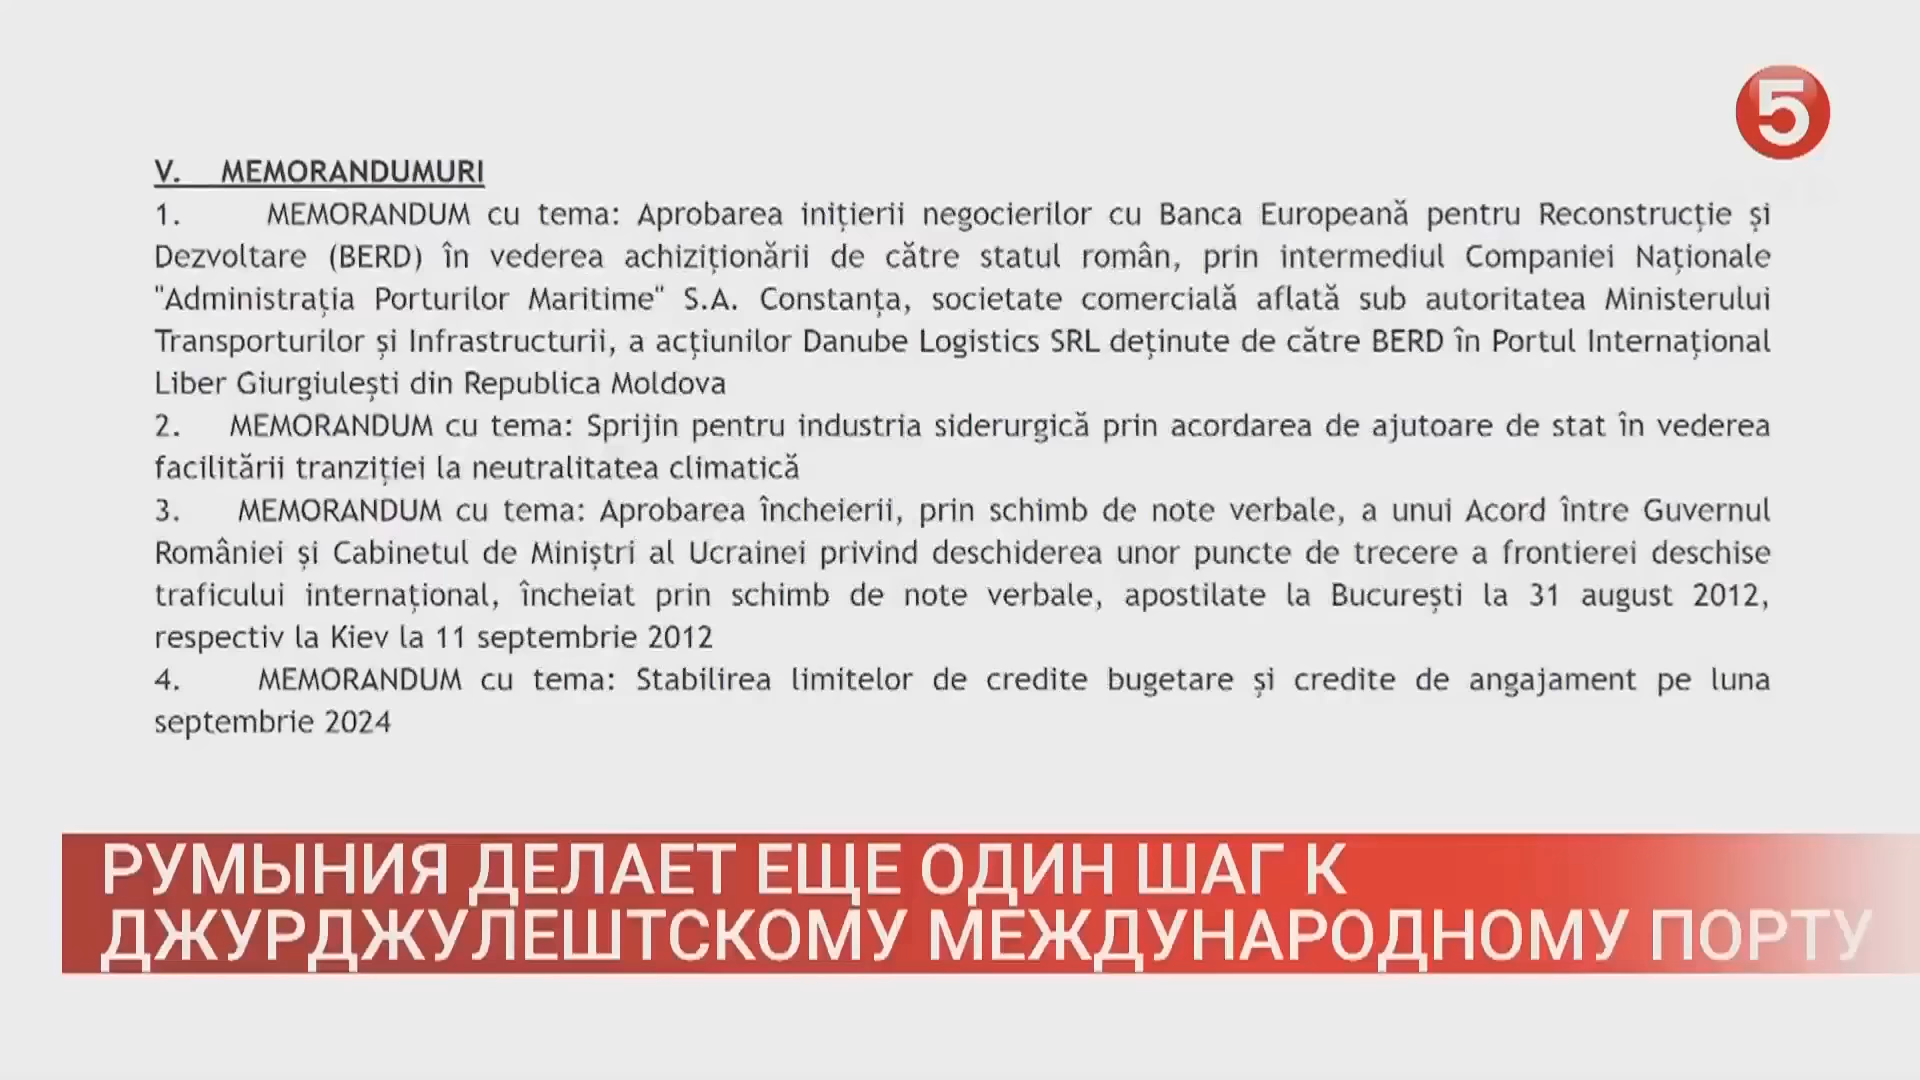 5
V. MEMORANDUMURI
1. MEMORANDUM cu tema: Aprobarea inițierii negocierilor cu Banca Europeană pentru Reconstrucție și
Dezvoltare (BERD) în vederea achiziționării de către statul român, prin intermediul Companiei Naționale
"Administrația Porturilor Maritime" S.A. Constanța, societate comercială aflată sub autoritatea Ministerului
Transporturilor și Infrastructurii, a acțiunilor Danube Logistics SRL deținute de către BERD în Portul Internațional
Liber Giurgiulești din Republica Moldova
2. MEMORANDUM cu tema: Sprijin pentru industria siderurgică prin acordarea de ajutoare de stat în vederea
facilitării tranziției la neutralitatea climatică
3. MEMORANDUM cu tema: Aprobarea încheierii, prin schimb de note verbale, a unui Acord între Guvernul
României și Cabinetul de Miniștri al Ucrainei privind deschiderea unor puncte de trecere a frontierei deschise
traficului internațional, încheiat prin schimb de note verbale, apostilate la București la 31 august 2012,
respectiv la Kiev la 11 septembrie 2012
4. MEMORANDUM cu tema: Stabilirea limitelor de credite bugetare și credite de angajament pe luna
septembrie 2024
РУМЫНИЯ ДЕЛАЕТ ЕЩЕ ОДИН ШАГ К
ДЖУРДЖУЛЕШТСКОМУ МЕЖДУНАРОДНОМУ ПОРТУ